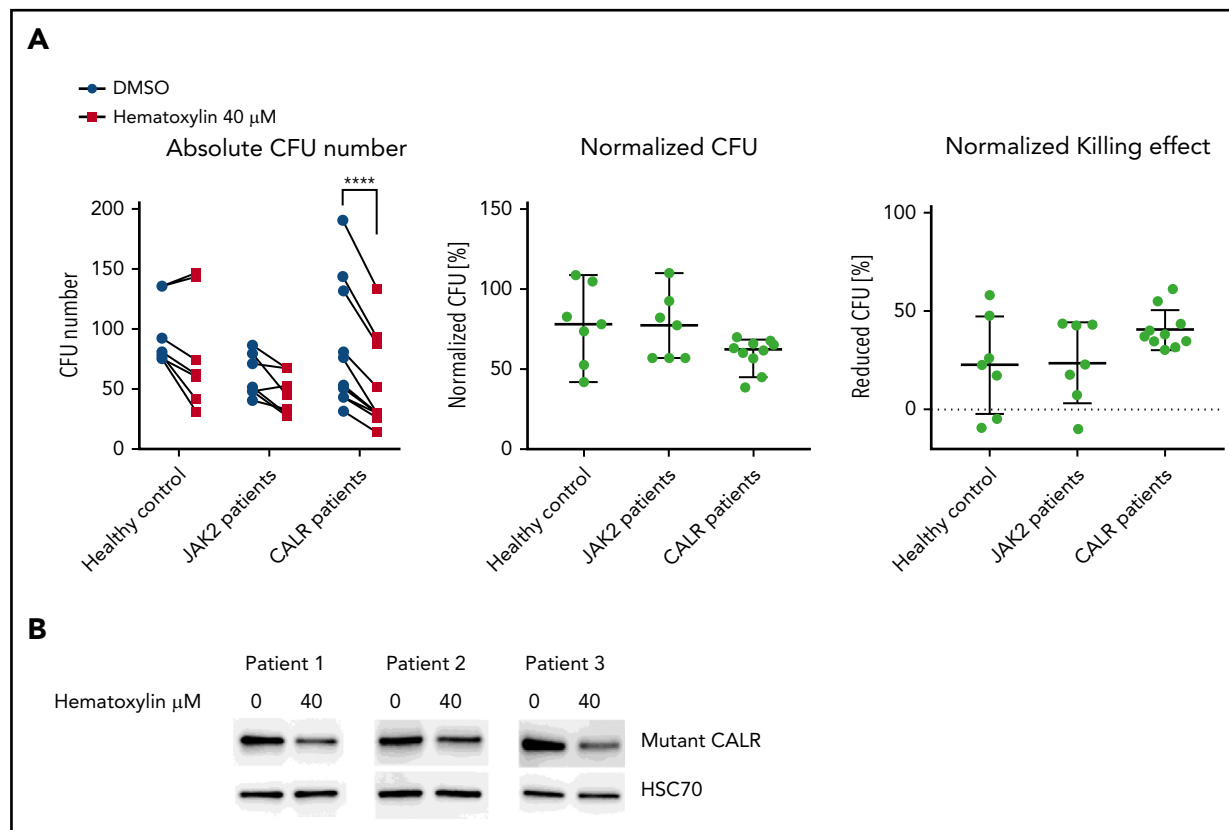 A
DMSO
Hematoxylin 40 μM
Absolute CFU number
Normalized CFU
Normalized Killing effect
****
200
150
100
50
0
CFU number
Healthy control
JAK2 patients
CALR patients
150
100
50
0
Normalized CFU [%]
Healthy control
JAK2 patients
CALR patients
100
50
0
Reduced CFU [%]
Healthy control
JAK2 patients
CALR patients
B
Patient 1 Patient 2 Patient 3
Hematoxylin μM 0 40 0 40 0 40
Mutant CALR
HSC70